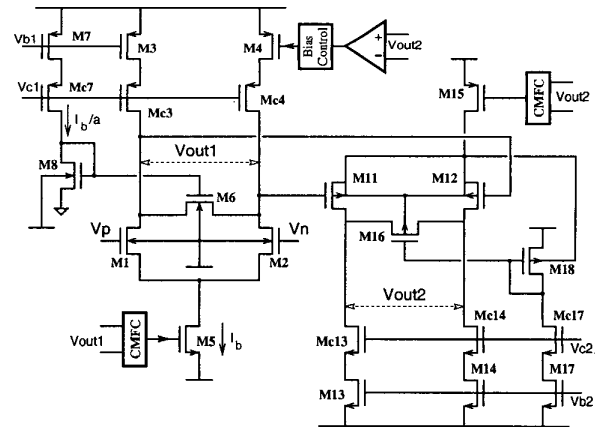 Vb1
M7
M3
M4
Bias Control
Vout2
Vc1
Mc7
Mc3
Mc4
M15
CMFC
Vout2
Ib/a
Vout1
M8
M6
M11
M12
Vp
Vn
M16
M1
M2
M18
Vout2
Mc14
Mc17
Vout1
CMFC
M5
Ib
Mc13
Vc2
M13
M14
M17
Vb2